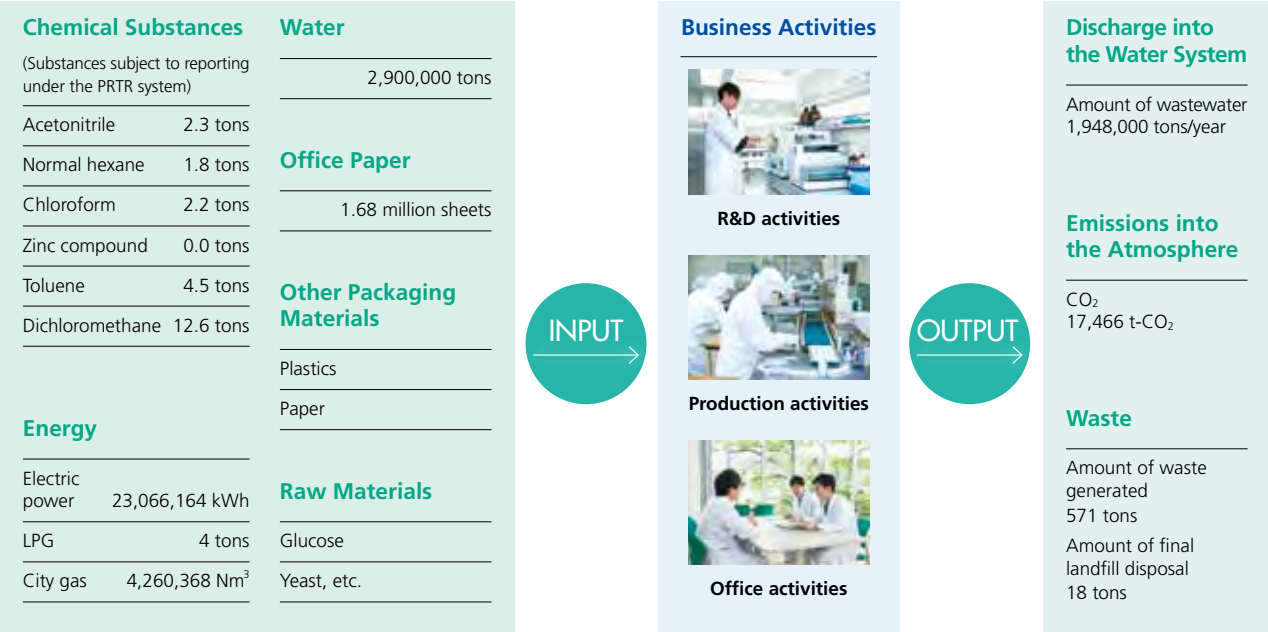 Chemical Substances
(Substances subject to reporting
under the PRTR system)
Acetonitrile 2.3 tons
Normal hexane 1.8 tons
Chloroform 2.2 tons
Zinc compound 0.0 tons
Toluene 4.5 tons
Dichloromethane 12.6 tons
Energy
Electric
power 23,066,164 kWh
LPG 4 tons
City gas 4,260,368 Nm³
Water
2,900,000 tons
Office Paper
1.68 million sheets
Other Packaging
Materials
Plastics
Paper
Raw Materials
Glucose
Yeast, etc.
INPUT
Business Activities
R&D activities
Production activities
Office activities
OUTPUT
Discharge into
the Water System
Amount of wastewater
1,948,000 tons/year
Emissions into
the Atmosphere
CO₂
17,466 t-CO₂
Waste
Amount of waste
generated
571 tons
Amount of final
landfill disposal
18 tons